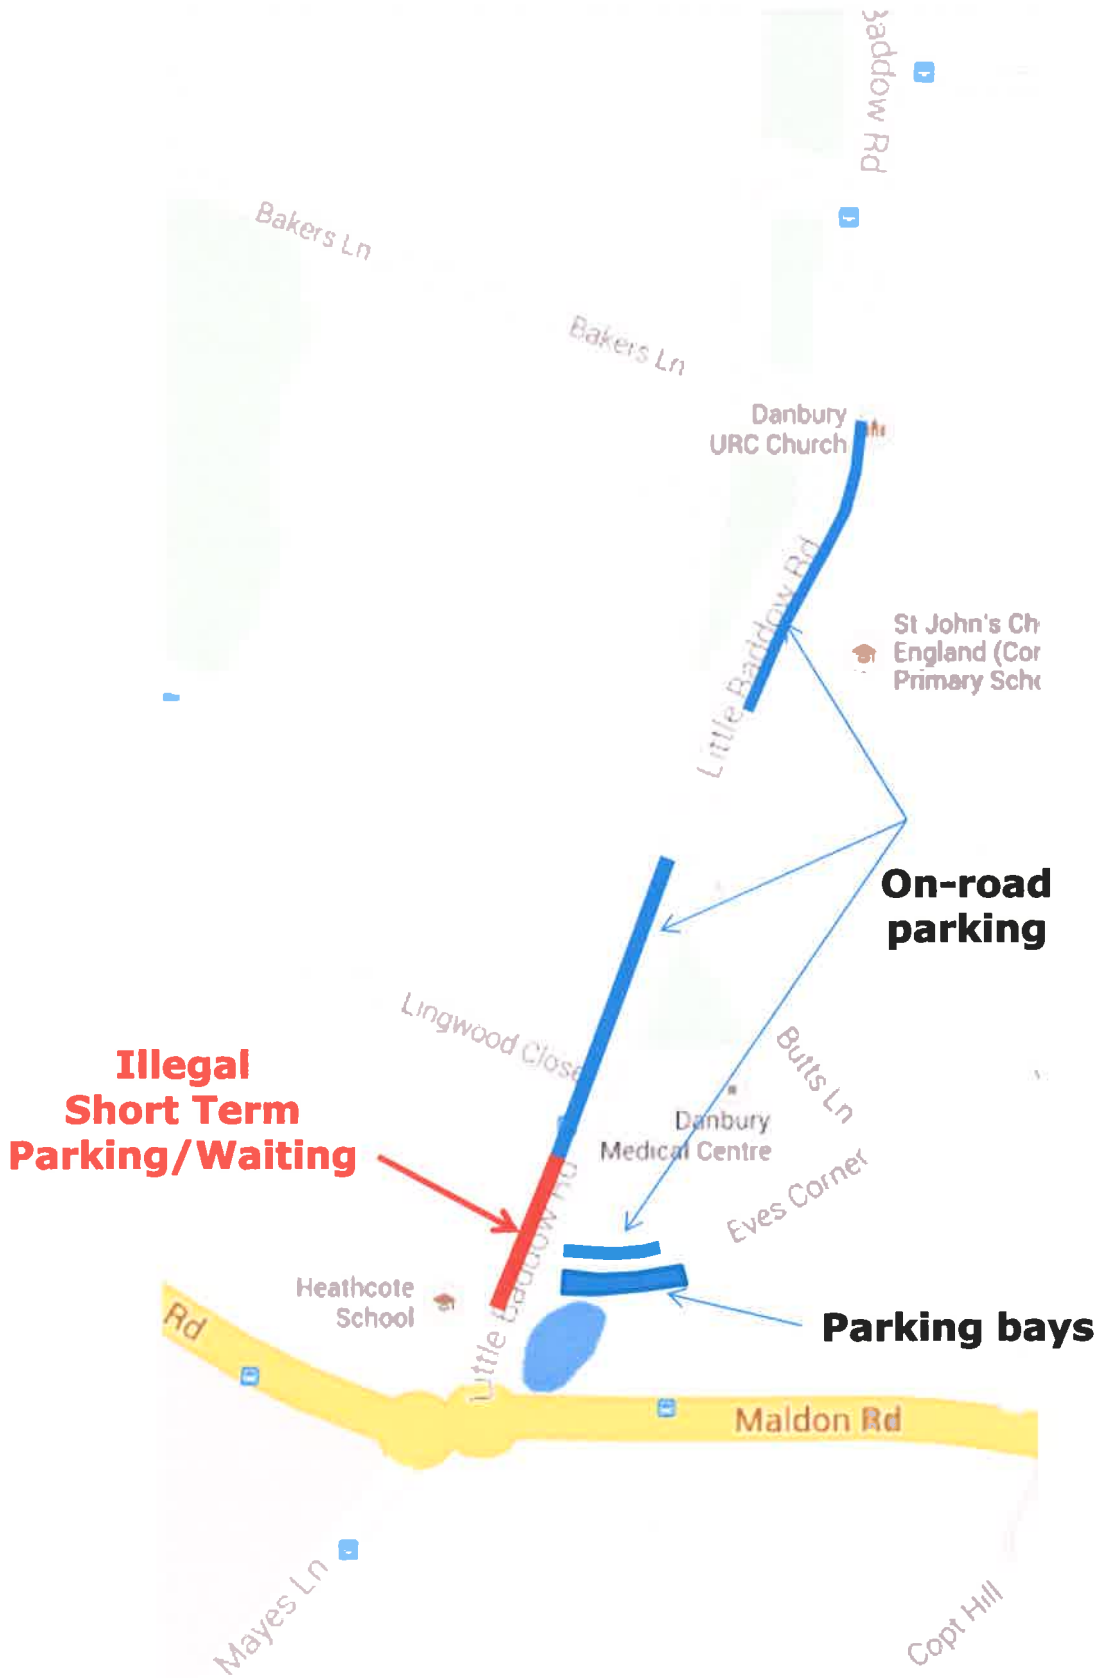 Baddow Rd
Bakers Ln
Bakers Ln
Danbury
URC Church
Little Baddow Rd
St John's Ch
England (Cor
Primary Scho
On-road
parking
Lingwood Close
Butts Ln
Illegal
Short Term
Parking/Waiting
Danbury
Medical Centre
Eves Corner
Little Baddow Rd
Heathcote
School
Parking bays
Rd
Maldon Rd
Mayes Ln
Copt Hill